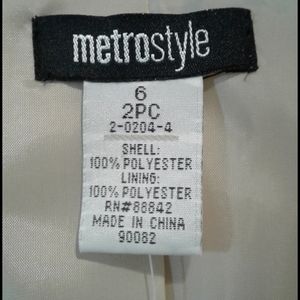 metrostyle
6
2PC
2-0204-4
SHELL:
100% POLYESTER
LINING:
100% POLYESTER
RN#88842
MADE IN CHINA
90082